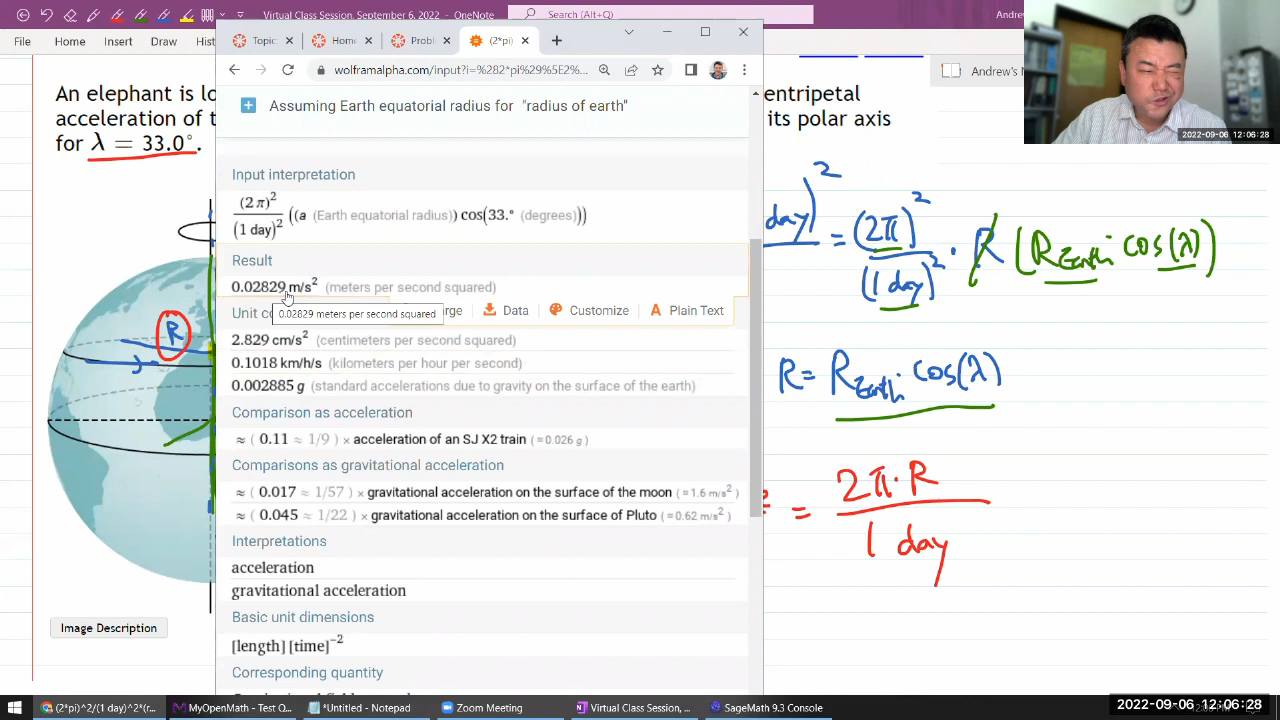 Search (Alt+Q)
Andrew
File Home Insert Draw
Topic Home Probl (2*pi)
wolframalpha.com/input?i=%282*pi%29%5E2%...
Andrew's N
An elephant is lo
entripetal
acceleration of t
its polar axis
for λ = 33.0°.
Assuming Earth equatorial radius for "radius of earth"
2022-09-06 12:06:28
Input interpretation
(2 π)²
/ (1 day)² ((a (Earth equatorial radius)) cos(33.° (degrees)))
day)² = (2π)² / (1 day)² · R (R_Earth cos(λ))
Result
0.02829 m/s² (meters per second squared)
Unit co
0.02829 meters per second squared
arge Data Customize A Plain Text
2.829 cm/s² (centimeters per second squared)
0.1018 km/h/s (kilometers per hour per second)
0.002885 g (standard accelerations due to gravity on the surface of the earth)
R
R = R_Earth cos(λ)
Comparison as acceleration
≈ ( 0.11 ≈ 1/9 ) × acceleration of an SJ X2 train ( ≈ 0.026 g )
Comparisons as gravitational acceleration
≈ ( 0.017 ≈ 1/57 ) × gravitational acceleration on the surface of the moon ( ≈ 1.6 m/s² )
≈ ( 0.045 ≈ 1/22 ) × gravitational acceleration on the surface of Pluto ( ≈ 0.62 m/s² )
= 2π·R / 1 day
Interpretations
acceleration
gravitational acceleration
Basic unit dimensions
[length] [time]⁻²
Corresponding quantity
Image Description
(2*pi)^2/(1 day)^2*(r MyOpenMath - Test O... *Untitled - Notepad Zoom Meeting Virtual Class Session, ... SageMath 9.3 Console
2022-09-06 12:06:28